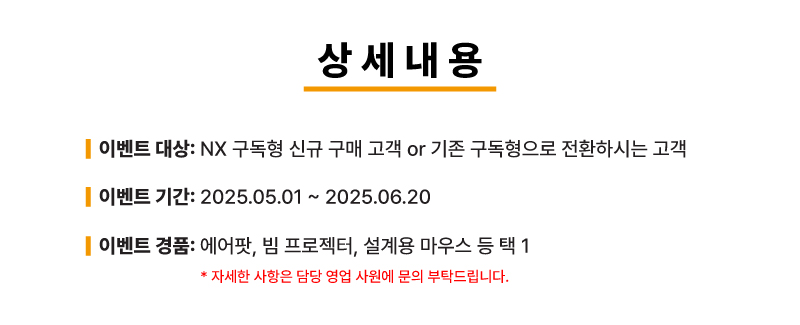 상세내용
이벤트 대상: NX 구독형 신규 구매 고객 or 기존 구독형으로 전환하시는 고객
이벤트 기간: 2025.05.01 ~ 2025.06.20
이벤트 경품: 에어팟, 빔 프로젝터, 설계용 마우스 등 택 1
* 자세한 사항은 담당 영업 사원에 문의 부탁드립니다.